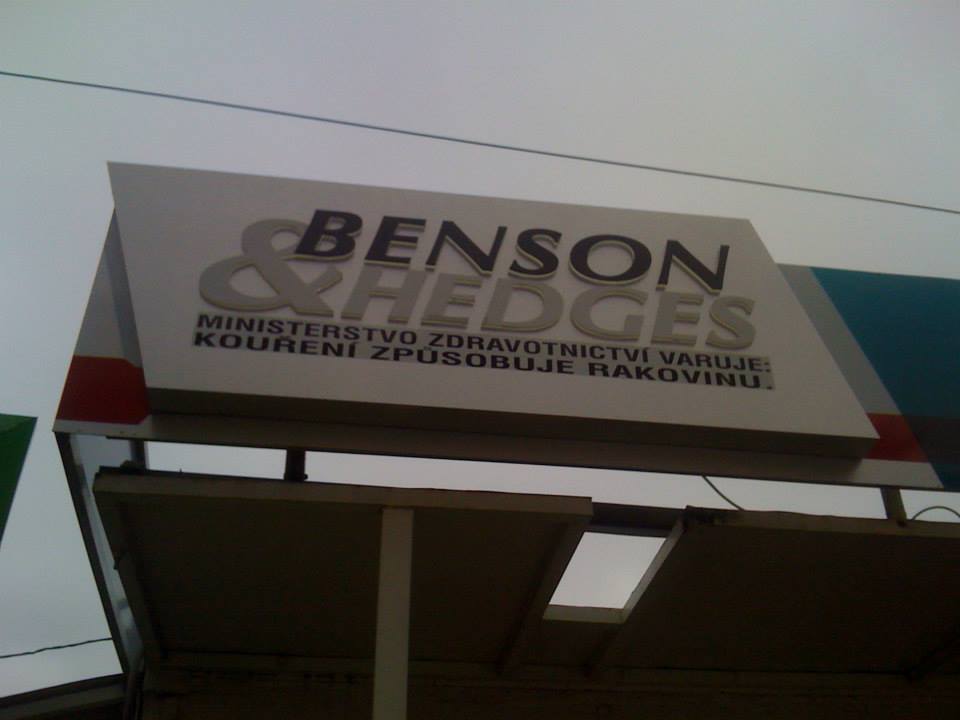 BENSON
&HEDGES
MINISTERSTVO ZDRAVOTNICTVÍ VARUJE:
KOUŘENÍ ZPŮSOBUJE RAKOVINU.